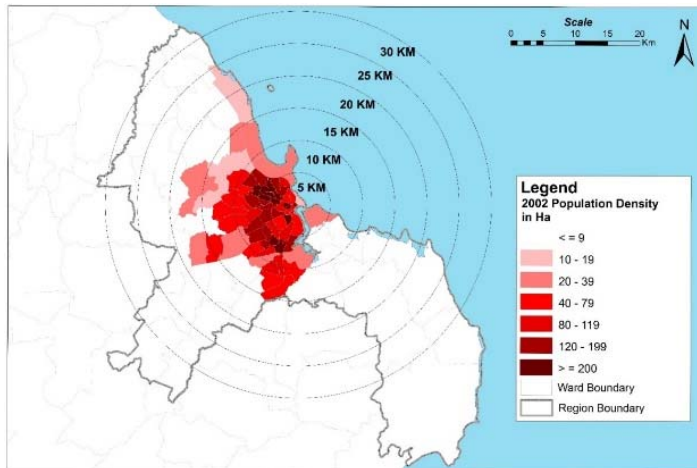 Scale
0 5 10 15 20
Km
N
30 KM
25 KM
20 KM
15 KM
10 KM
5 KM
Legend
2002 Population Density
in Ha
< = 9
10 - 19
20 - 39
40 - 79
80 - 119
120 - 199
> = 200
Ward Boundary
Region Boundary